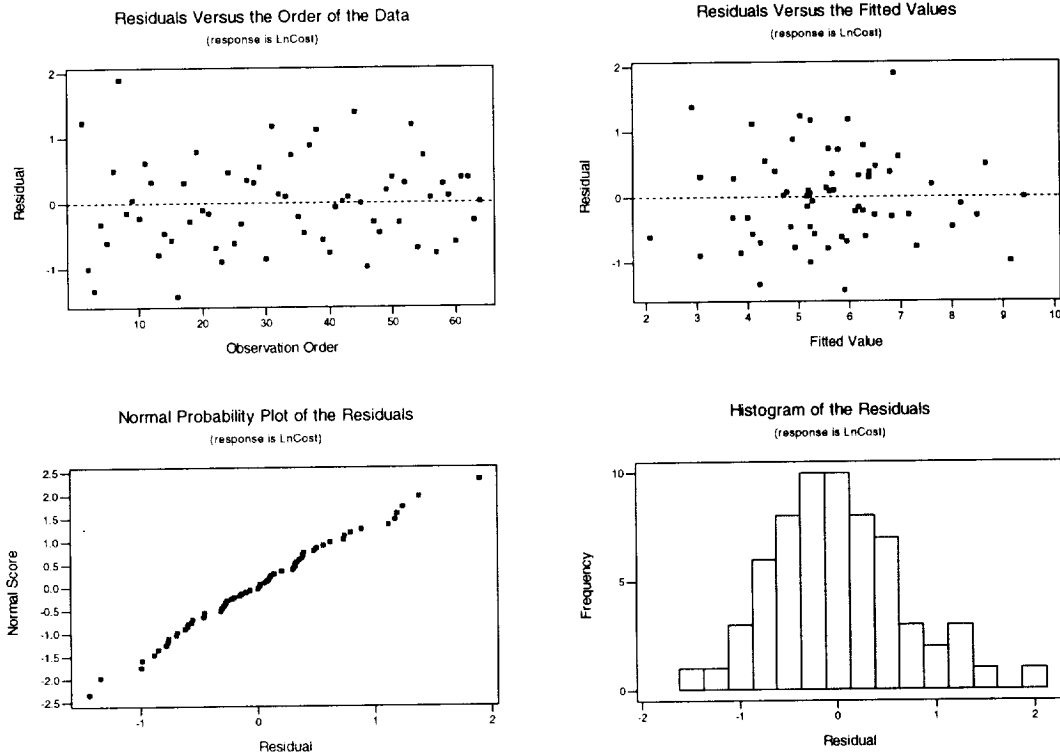 Residuals Versus the Order of the Data
(response is LnCost)
Residual
2
1
0
-1
10 20 30 40 50 60
Observation Order
Residuals Versus the Fitted Values
(response is LnCost)
Residual
2
1
0
-1
2 3 4 5 6 7 8 9 10
Fitted Value
Normal Probability Plot of the Residuals
(response is LnCost)
Normal Score
2.5
2.0
1.5
1.0
0.5
0.0
-0.5
-1.0
-1.5
-2.0
-2.5
-1 0 1 2
Residual
Histogram of the Residuals
(response is LnCost)
Frequency
10
5
0
-2 -1 0 1 2
Residual